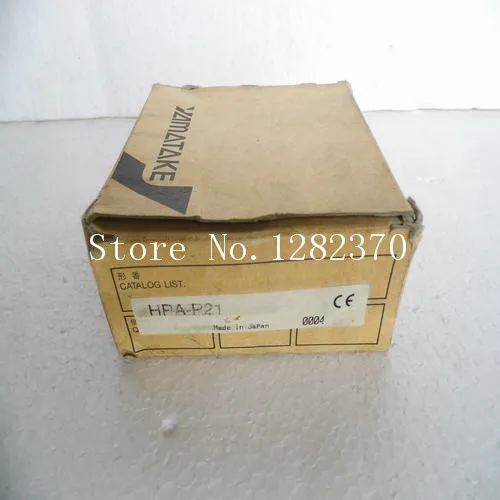 YAMATAKE
Store No. 1282370
形番
CATALOG LIST.
HPA-P21
Made in Japan
0004
CE